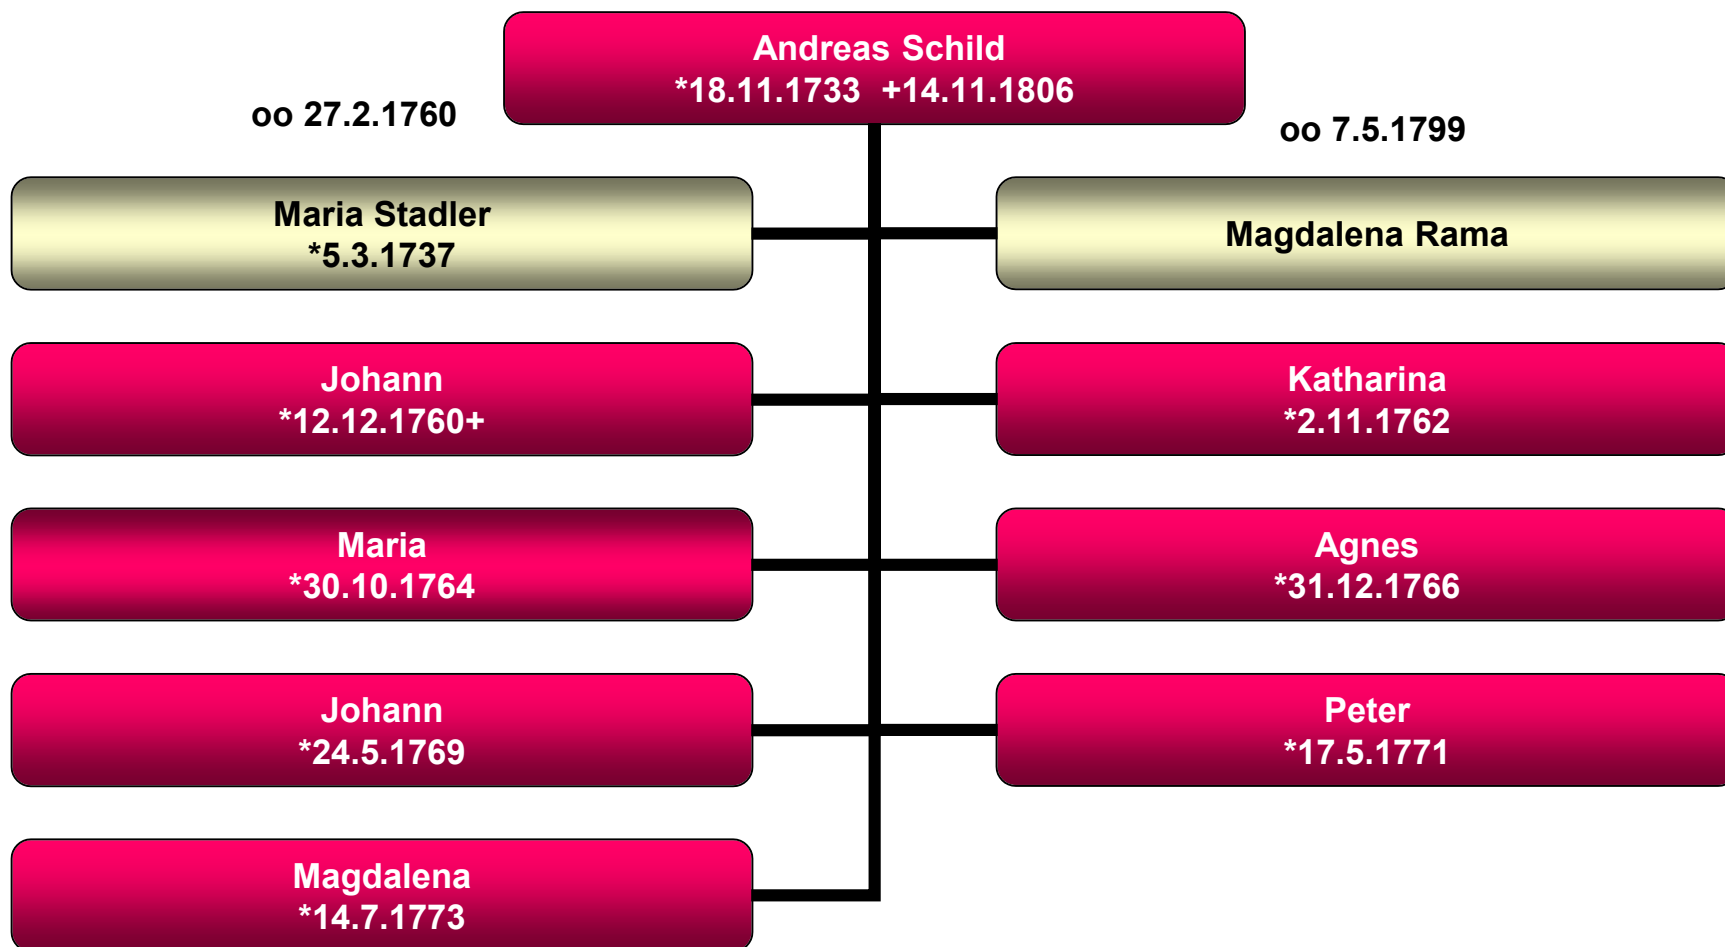 Andreas Schild
*18.11.1733  +14.11.1806
oo 27.2.1760
oo 7.5.1799
Maria Stadler
*5.3.1737
Magdalena Rama
Johann
*12.12.1760+
Katharina
*2.11.1762
Maria
*30.10.1764
Agnes
*31.12.1766
Johann
*24.5.1769
Peter
*17.5.1771
Magdalena
*14.7.1773